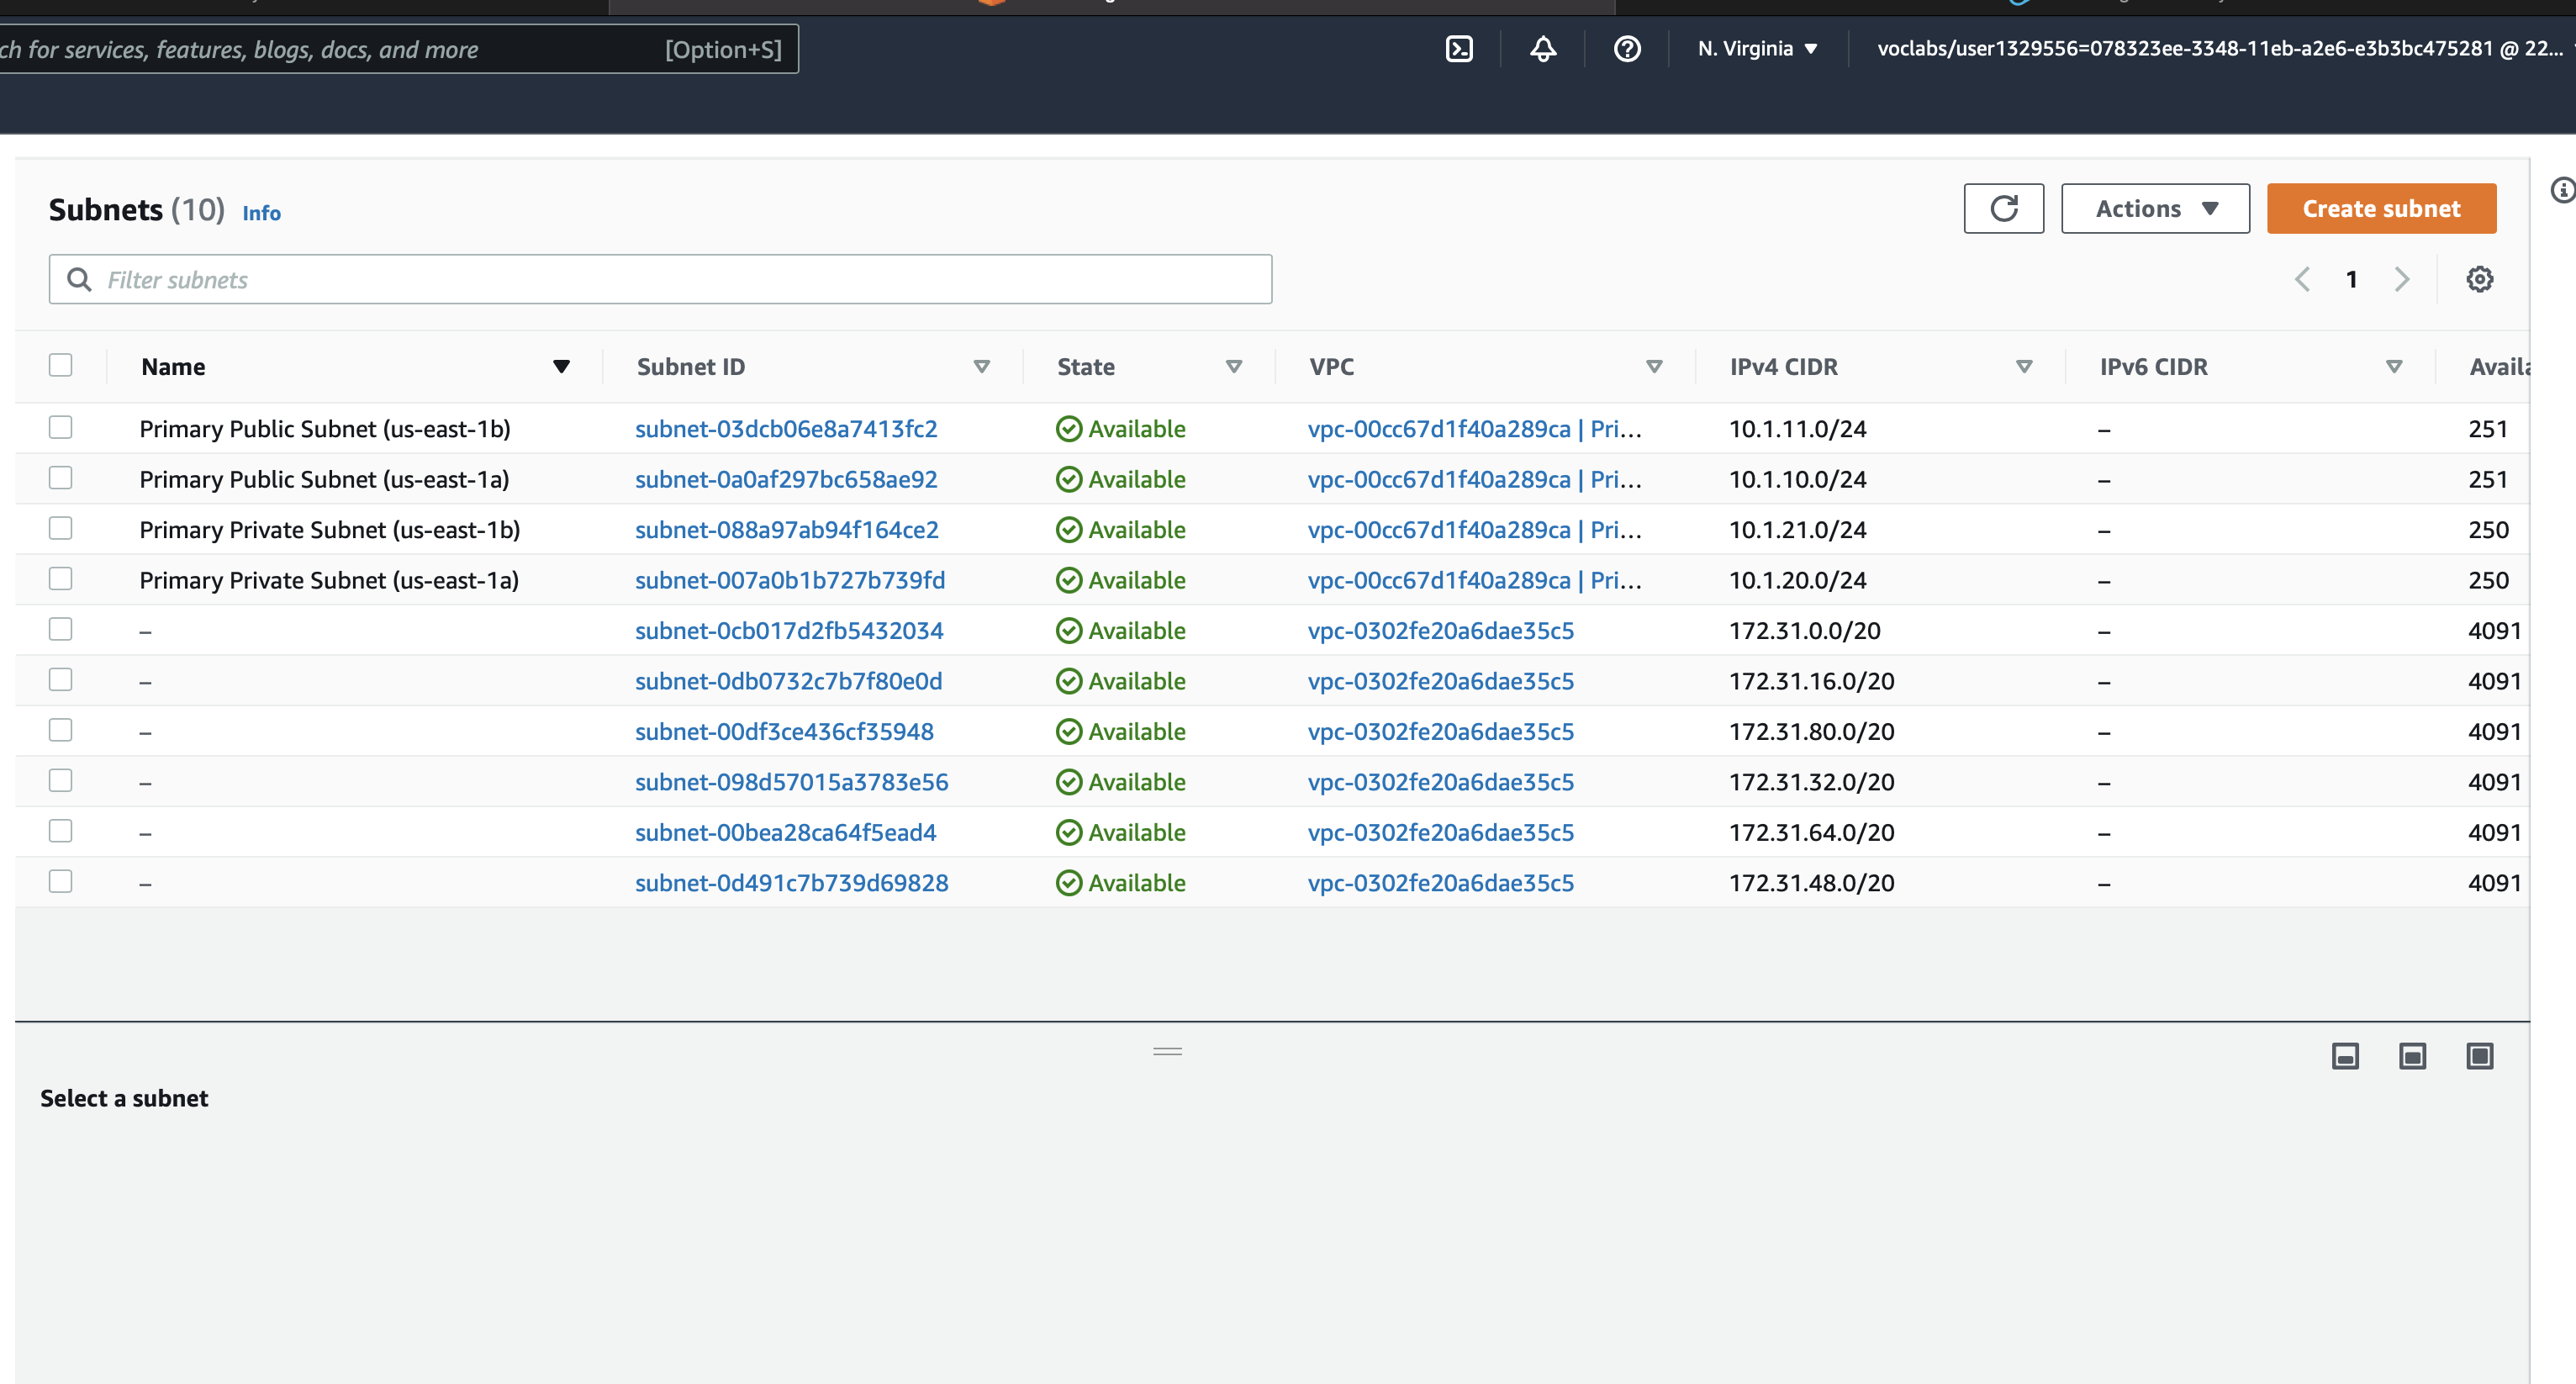 ch for services, features, blogs, docs, and more [Option+S] N. Virginia voclabs/user1329556=078323ee-3348-11eb-a2e6-e3b3bc475281 @ 22...
Subnets (10) Info Actions Create subnet
Filter subnets 1
Name Subnet ID State VPC IPv4 CIDR IPv6 CIDR Availa
Primary Public Subnet (us-east-1b) subnet-03dcb06e8a7413fc2 Available vpc-00cc67d1f40a289ca | Pri... 10.1.11.0/24 – 251
Primary Public Subnet (us-east-1a) subnet-0a0af297bc658ae92 Available vpc-00cc67d1f40a289ca | Pri... 10.1.10.0/24 – 251
Primary Private Subnet (us-east-1b) subnet-088a97ab94f164ce2 Available vpc-00cc67d1f40a289ca | Pri... 10.1.21.0/24 – 250
Primary Private Subnet (us-east-1a) subnet-007a0b1b727b739fd Available vpc-00cc67d1f40a289ca | Pri... 10.1.20.0/24 – 250
– subnet-0cb017d2fb5432034 Available vpc-0302fe20a6dae35c5 172.31.0.0/20 – 4091
– subnet-0db0732c7b7f80e0d Available vpc-0302fe20a6dae35c5 172.31.16.0/20 – 4091
– subnet-00df3ce436cf35948 Available vpc-0302fe20a6dae35c5 172.31.80.0/20 – 4091
– subnet-098d57015a3783e56 Available vpc-0302fe20a6dae35c5 172.31.32.0/20 – 4091
– subnet-00bea28ca64f5ead4 Available vpc-0302fe20a6dae35c5 172.31.64.0/20 – 4091
– subnet-0d491c7b739d69828 Available vpc-0302fe20a6dae35c5 172.31.48.0/20 – 4091
Select a subnet